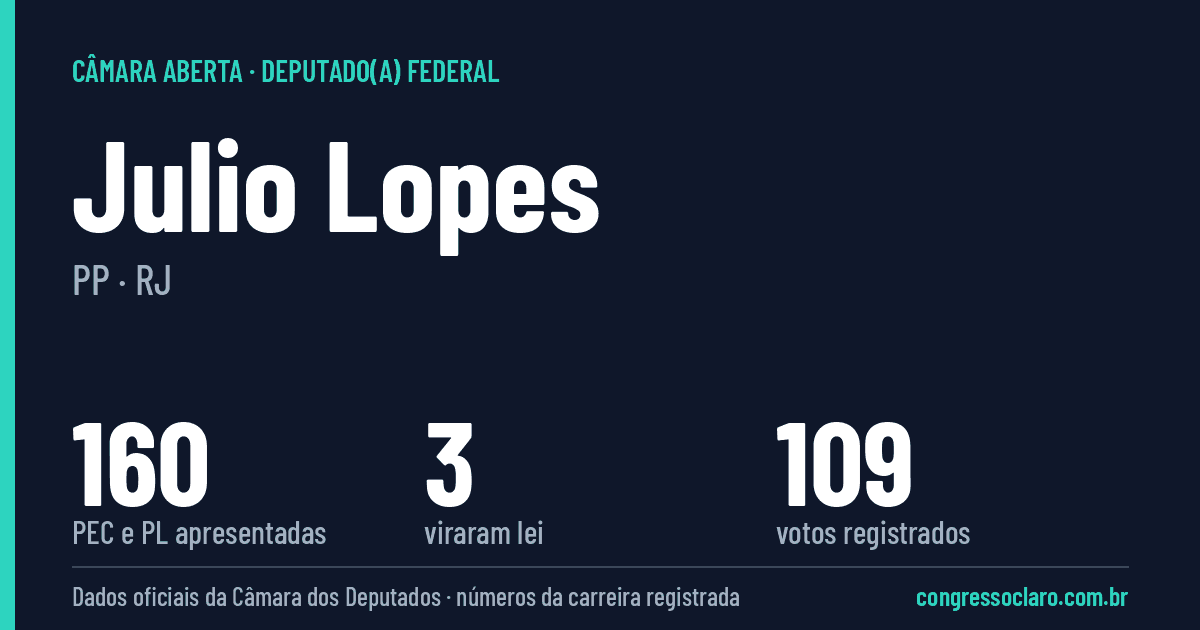 CÂMARA ABERTA · DEPUTADO(A) FEDERAL
Julio Lopes
PP · RJ
160
PEC e PL apresentadas
3
viraram lei
109
votos registrados
Dados oficiais da Câmara dos Deputados · números da carreira registrada
congressoclaro.com.br